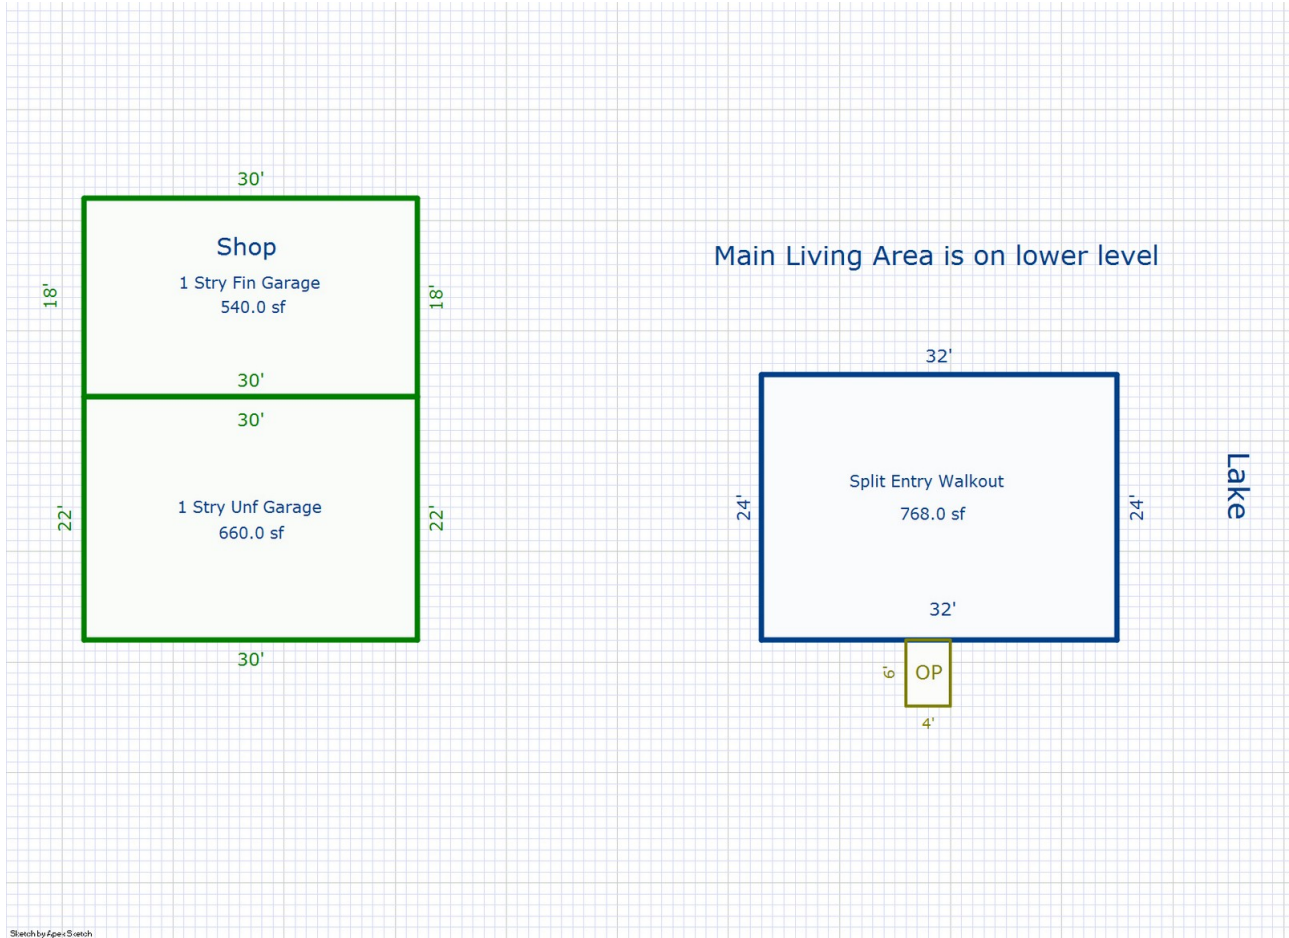 30'
Shop
1 Stry Fin Garage
540.0 sf
18'
18'
30'
30'
1 Stry Unf Garage
660.0 sf
22'
22'
30'
Main Living Area is on lower level
32'
Split Entry Walkout
768.0 sf
24'
24'
32'
Lake
6'
OP
4'
Sketch by Apex Sketch